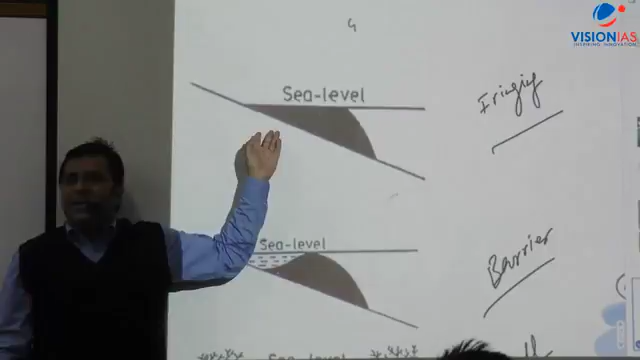 4
VISIONIAS
INSPIRING INNOVATION
Sea-level
Fringing
Sea-level
Barrier
Sea-level